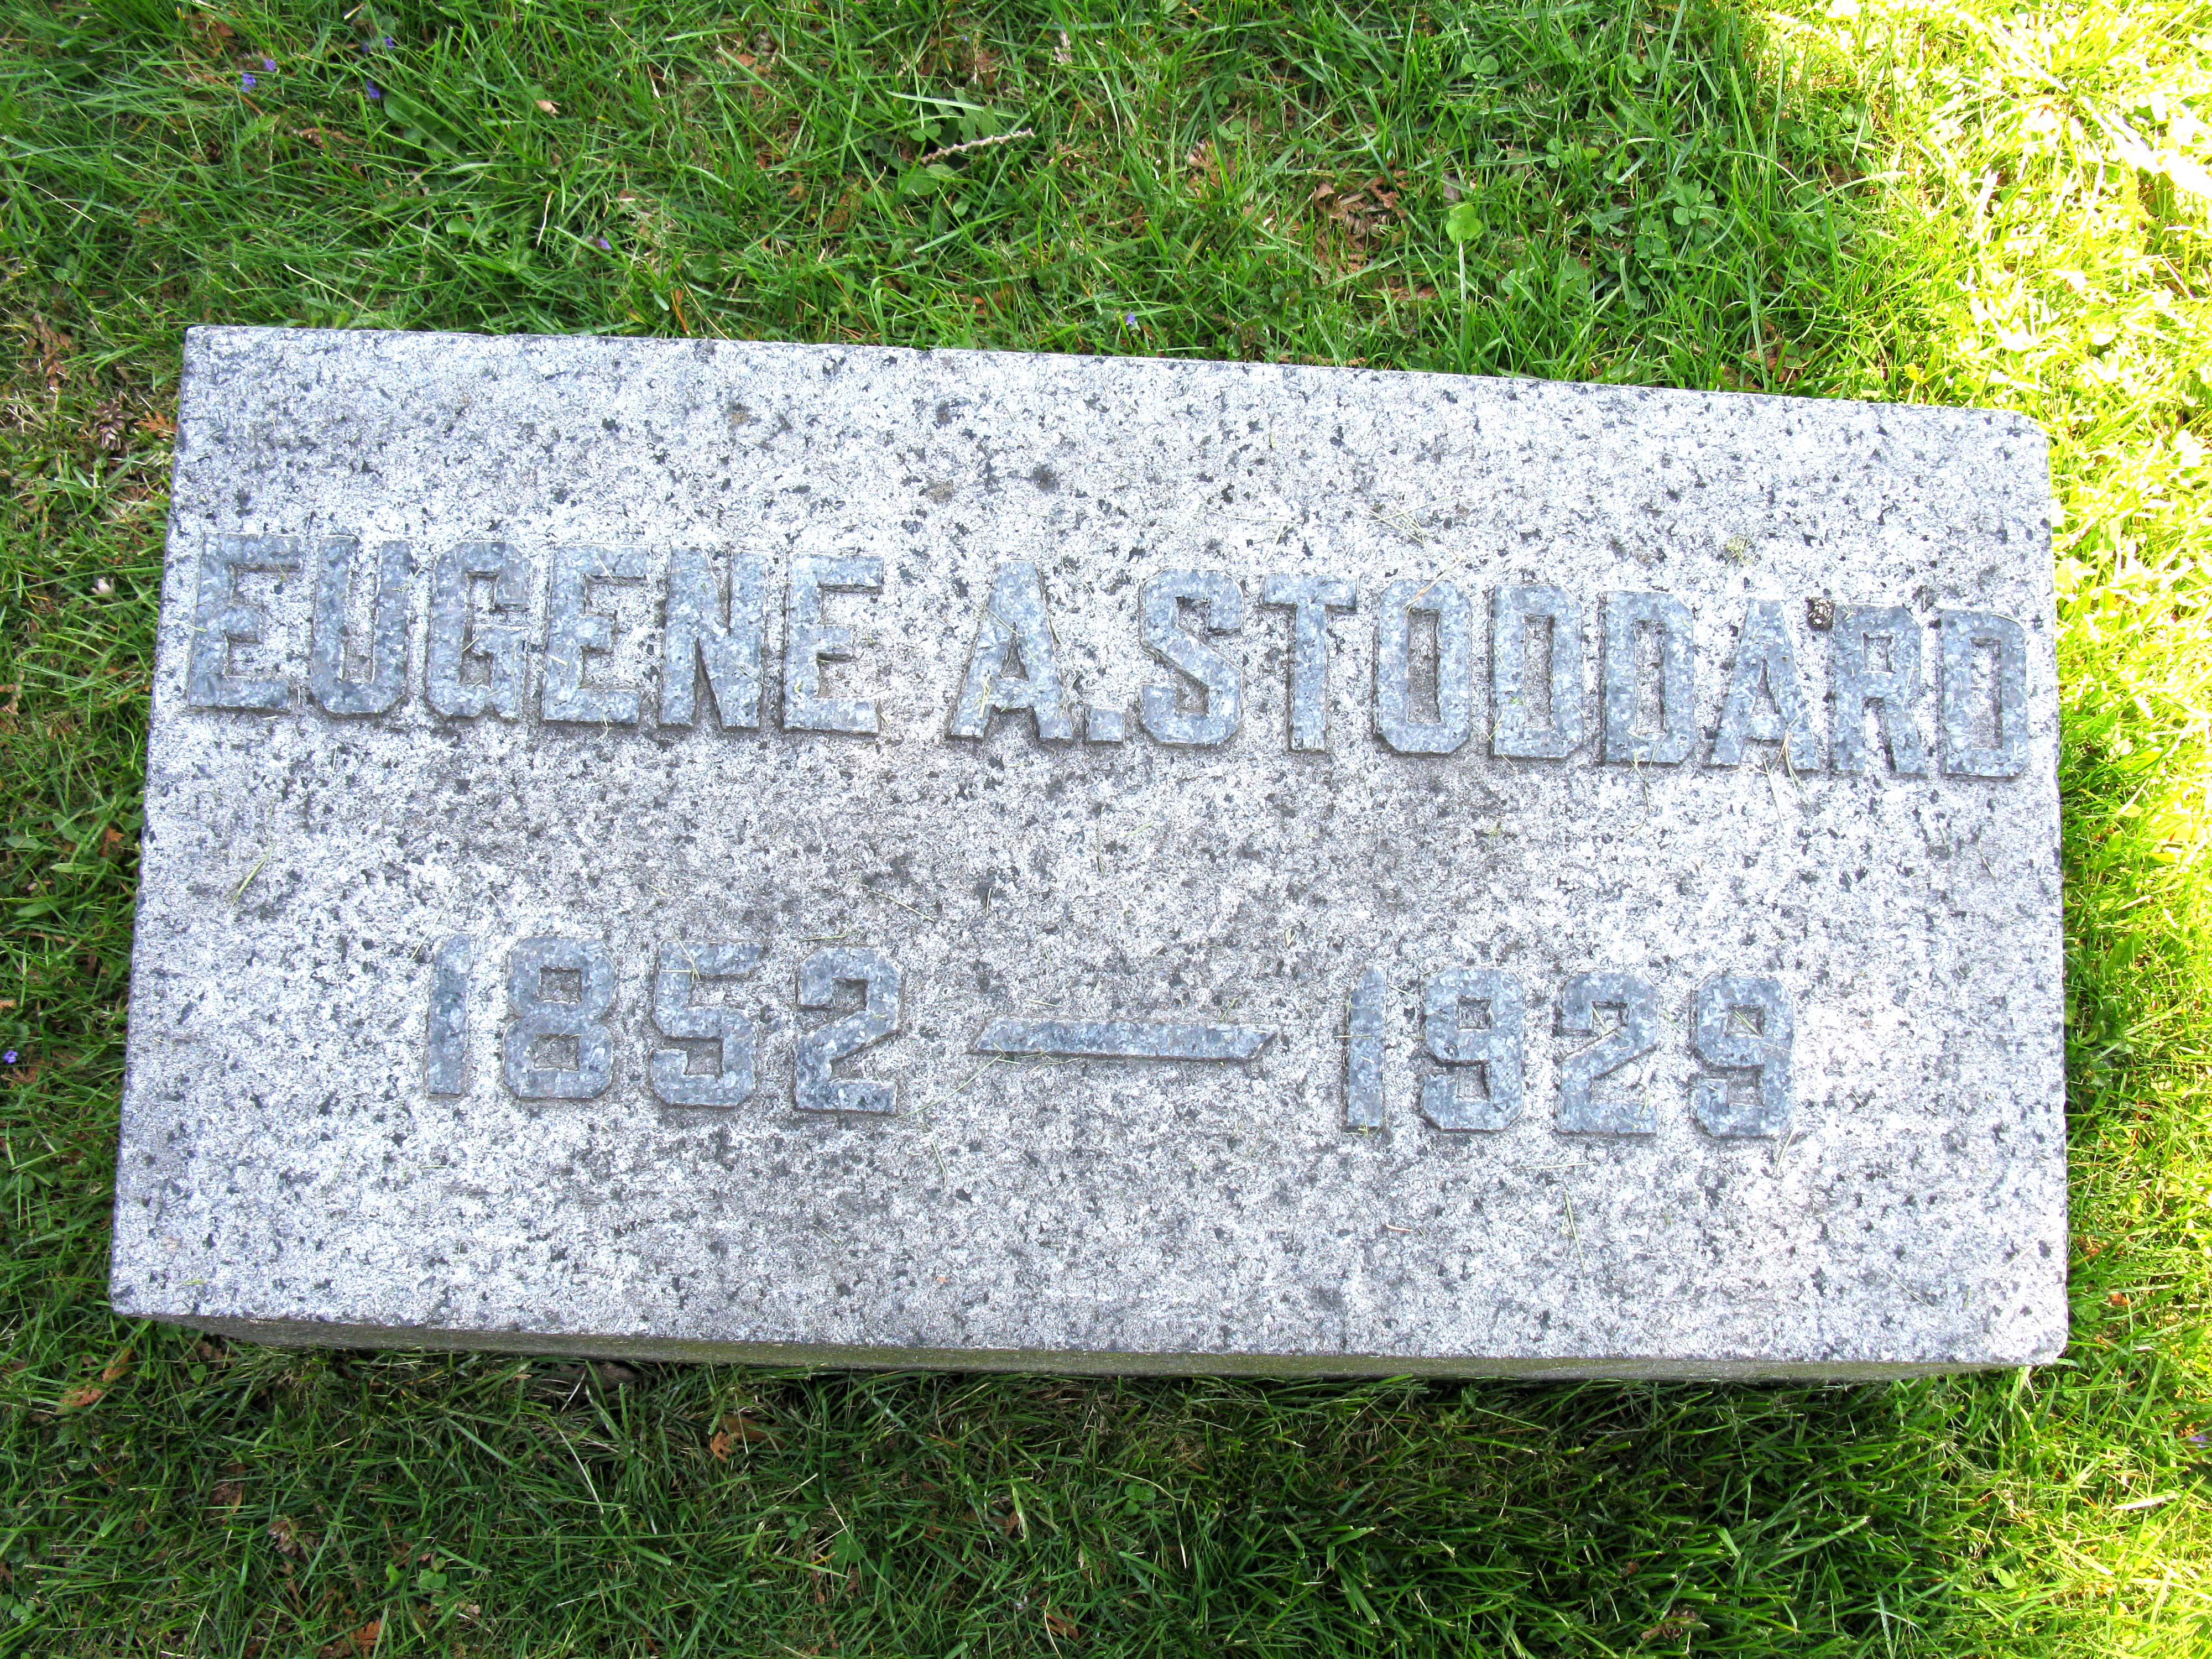 EUGENE A. STODDARD
1852 — 1929